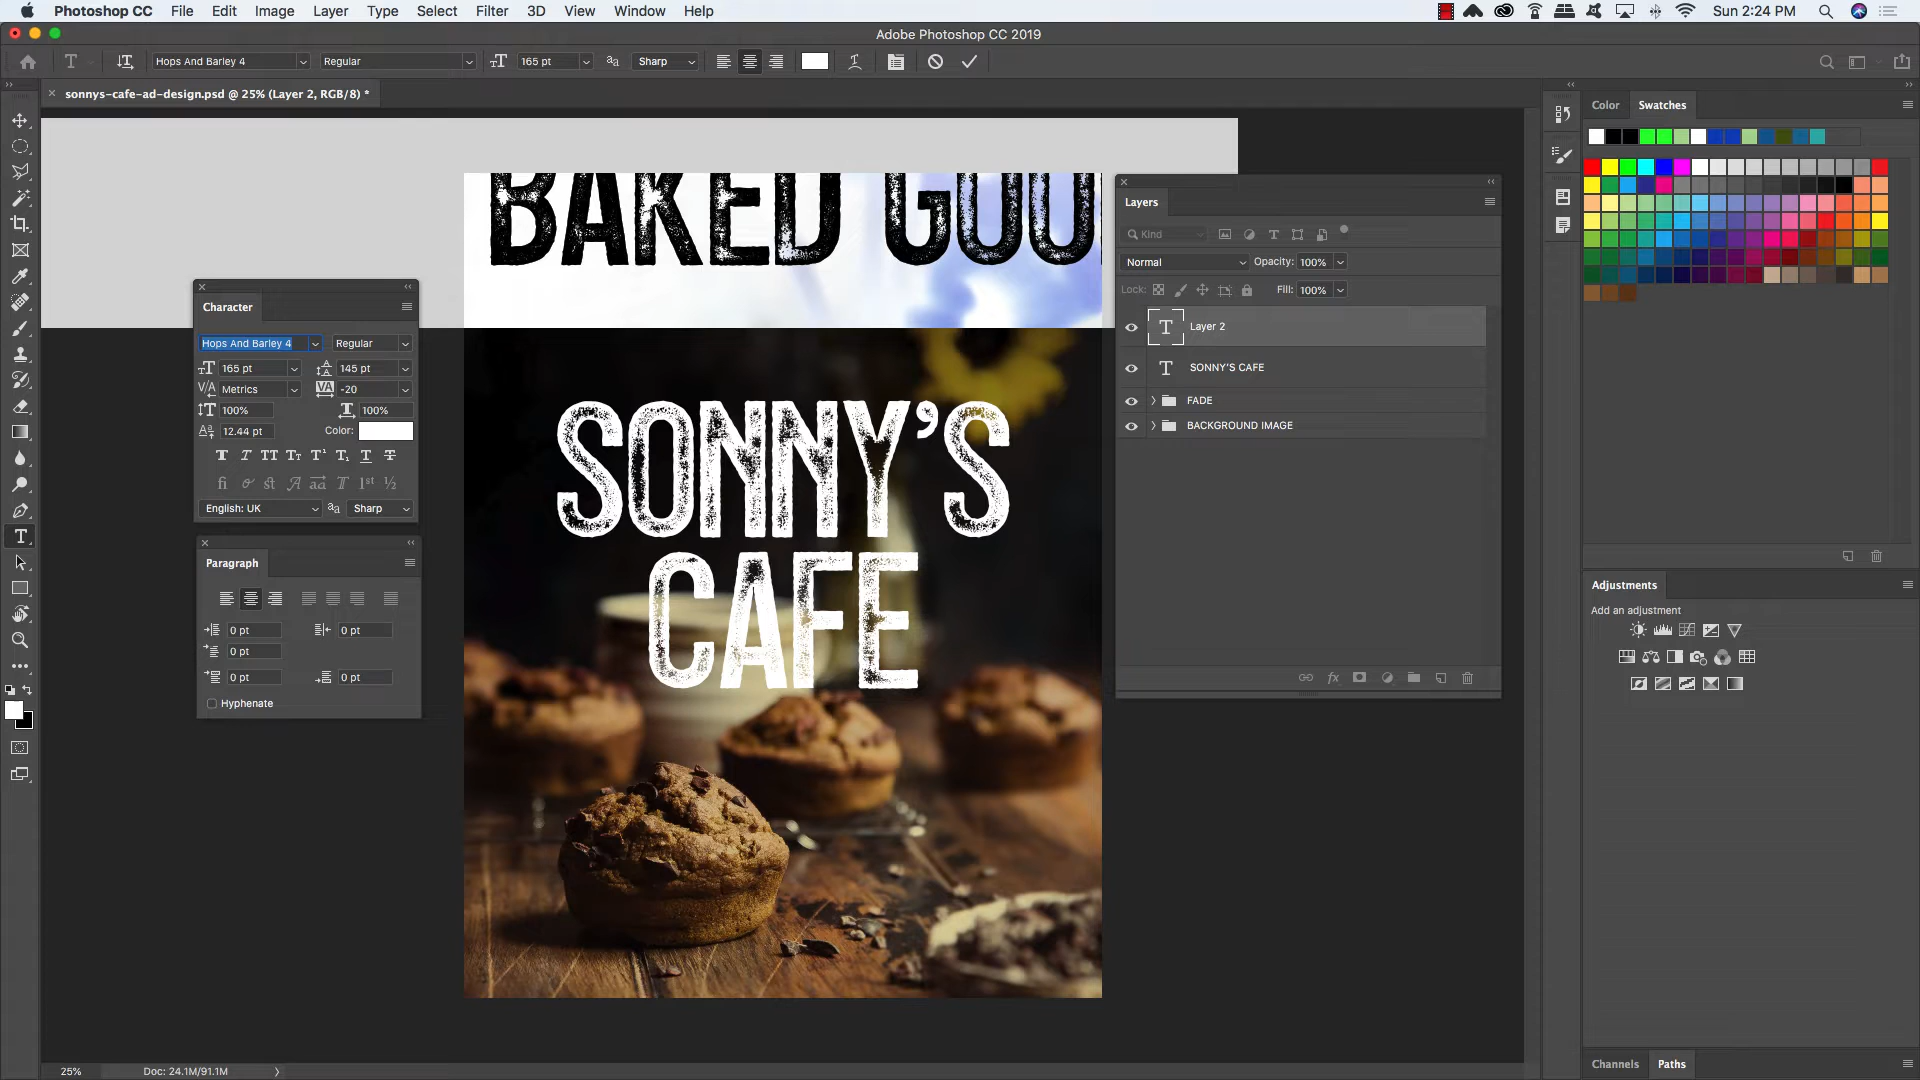 Photoshop CC File Edit Image Layer Type Select Filter 3D View Window Help Sun 2:24 PM
Adobe Photoshop CC 2019
Hops And Barley 4 Regular 165 pt Sharp
sonnys-cafe-ad-design.psd @ 25% (Layer 2, RGB/8) *
Color Swatches
BAKED GOO
Layers
Kind
Normal Opacity: 100%
Lock: Fill: 100%
Layer 2
SONNY'S CAFE
FADE
BACKGROUND IMAGE
Character
Hops And Barley 4 Regular
165 pt 145 pt
Metrics -20
100% 100%
12.44 pt Color:
English: UK Sharp
Paragraph
0 pt 0 pt
0 pt
0 pt 0 pt
Hyphenate
SONNY'S
CAFE
Adjustments
Add an adjustment
Channels Paths
25% Doc: 24.1M/91.1M